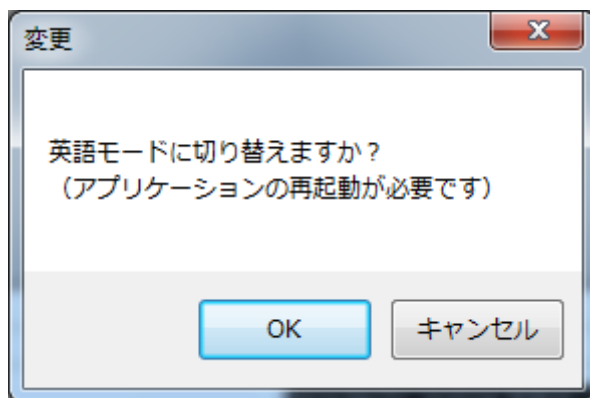 変更
英語モードに切り替えますか？
（アプリケーションの再起動が必要です）
OK
キャンセル